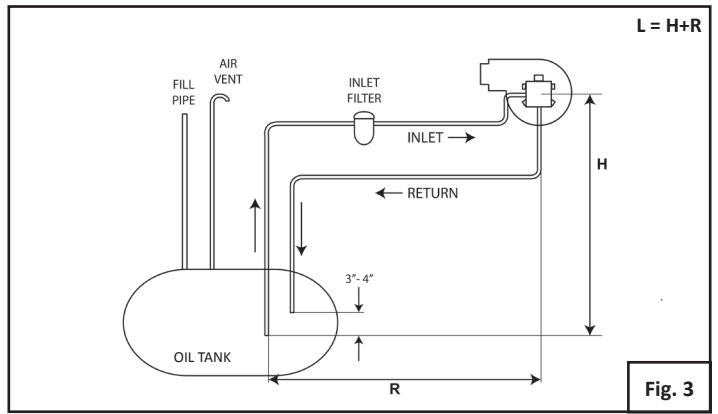 L = H+R
AIR
VENT
FILL
PIPE
INLET
FILTER
INLET
H
RETURN
3"- 4"
OIL TANK
R
Fig. 3